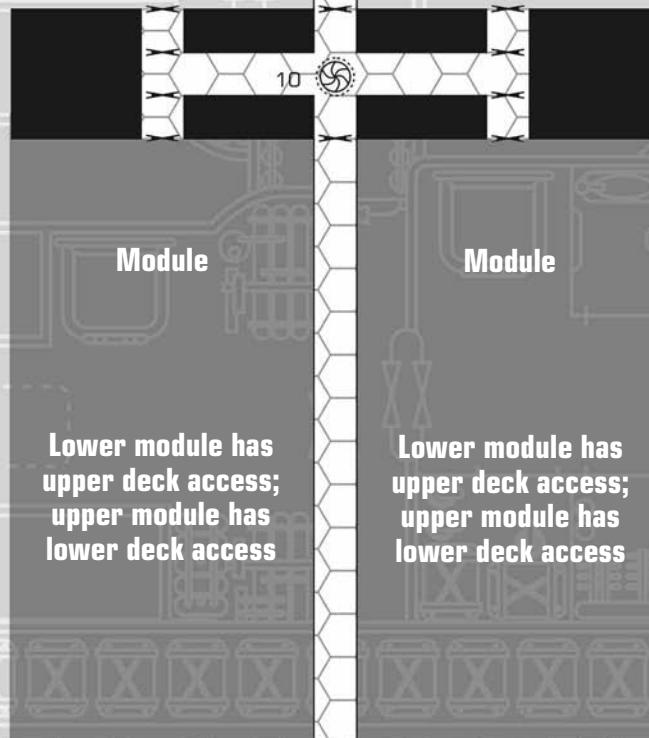 10
Module
Module
Lower module has
upper deck access;
upper module has
lower deck access
Lower module has
upper deck access;
upper module has
lower deck access